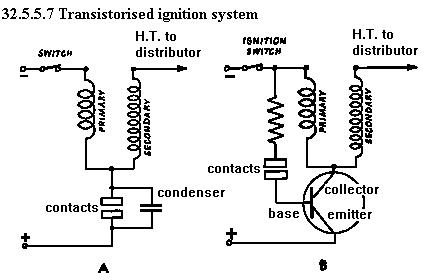 32.5.5.7 Transistorised ignition system
SWITCH
H.T. to
distributor
−
PRIMARY
SECONDARY
contacts
condenser
+
A
IGNITION
SWITCH
H.T. to
distributor
−
PRIMARY
SECONDARY
contacts
collector
base
emitter
+
B